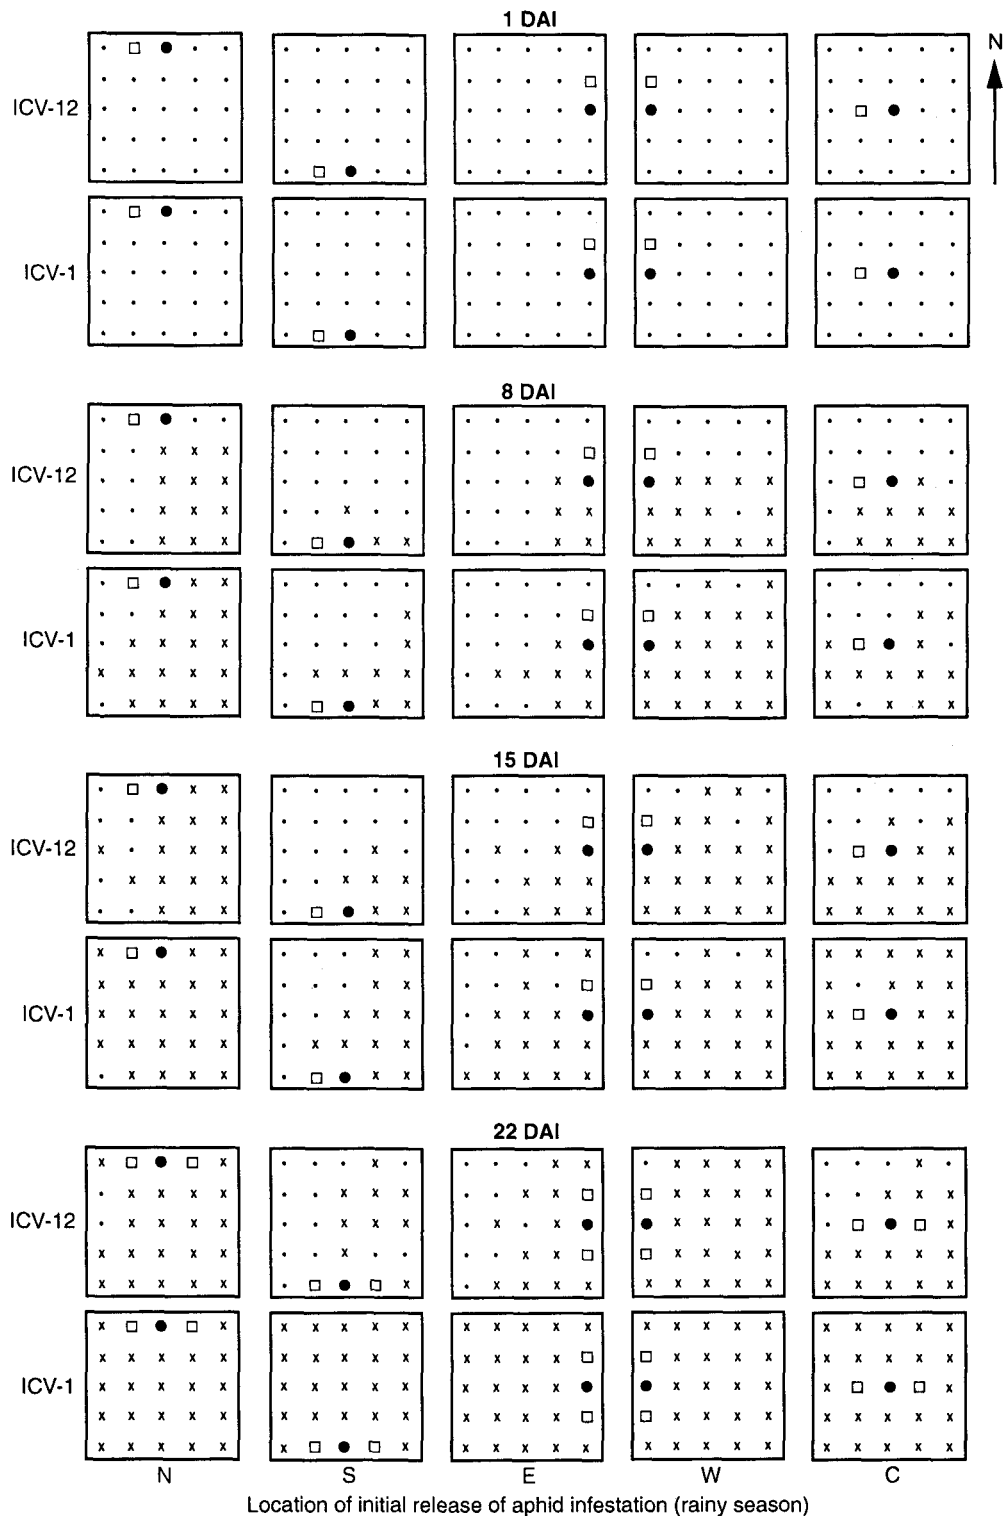 1 DAI
N
ICV-12
ICV-1
8 DAI
ICV-12
ICV-1
15 DAI
ICV-12
ICV-1
22 DAI
ICV-12
ICV-1
N S E W C
Location of initial release of aphid infestation (rainy season)